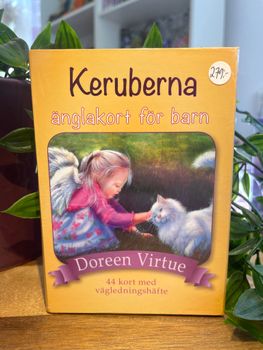 Keruberna
279:-
änglakort för barn
Doreen Virtue
44 kort med
vägledningshäfte